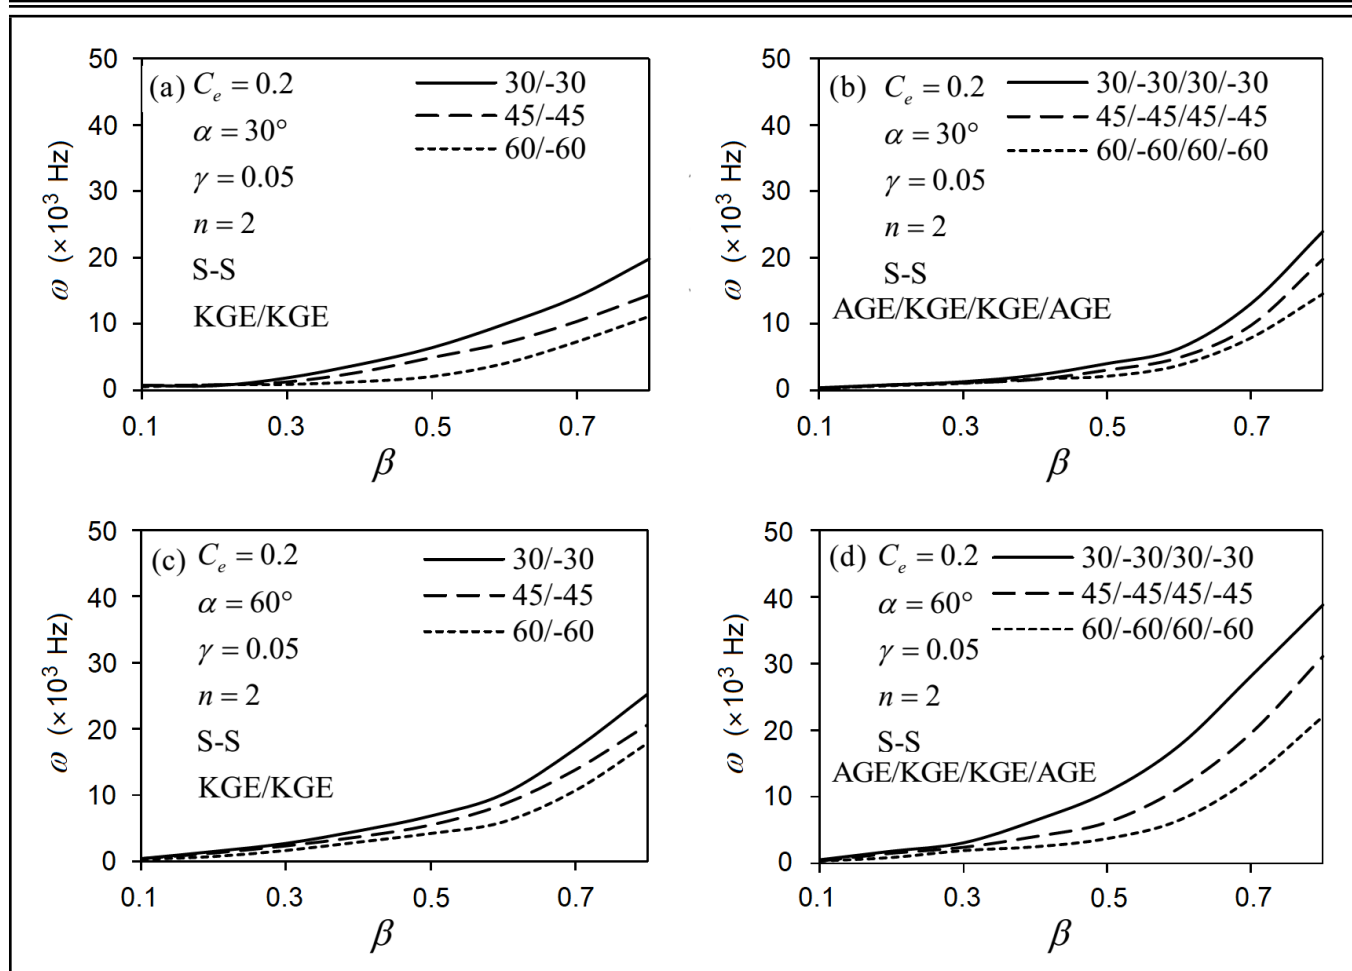 (a) C_e = 0.2
α = 30°
γ = 0.05
n = 2
S-S
KGE/KGE
30/-30
45/-45
60/-60
ω (×10³ Hz)
50
40
30
20
10
0
0.1 0.3 0.5 0.7
β
(b) C_e = 0.2
α = 30°
γ = 0.05
n = 2
S-S
AGE/KGE/KGE/AGE
30/-30/30/-30
45/-45/45/-45
60/-60/60/-60
ω (×10³ Hz)
50
40
30
20
10
0
0.1 0.3 0.5 0.7
β
(c) C_e = 0.2
α = 60°
γ = 0.05
n = 2
S-S
KGE/KGE
30/-30
45/-45
60/-60
ω (×10³ Hz)
50
40
30
20
10
0
0.1 0.3 0.5 0.7
β
(d) C_e = 0.2
α = 60°
γ = 0.05
n = 2
S-S
AGE/KGE/KGE/AGE
30/-30/30/-30
45/-45/45/-45
60/-60/60/-60
ω (×10³ Hz)
50
40
30
20
10
0
0.1 0.3 0.5 0.7
β